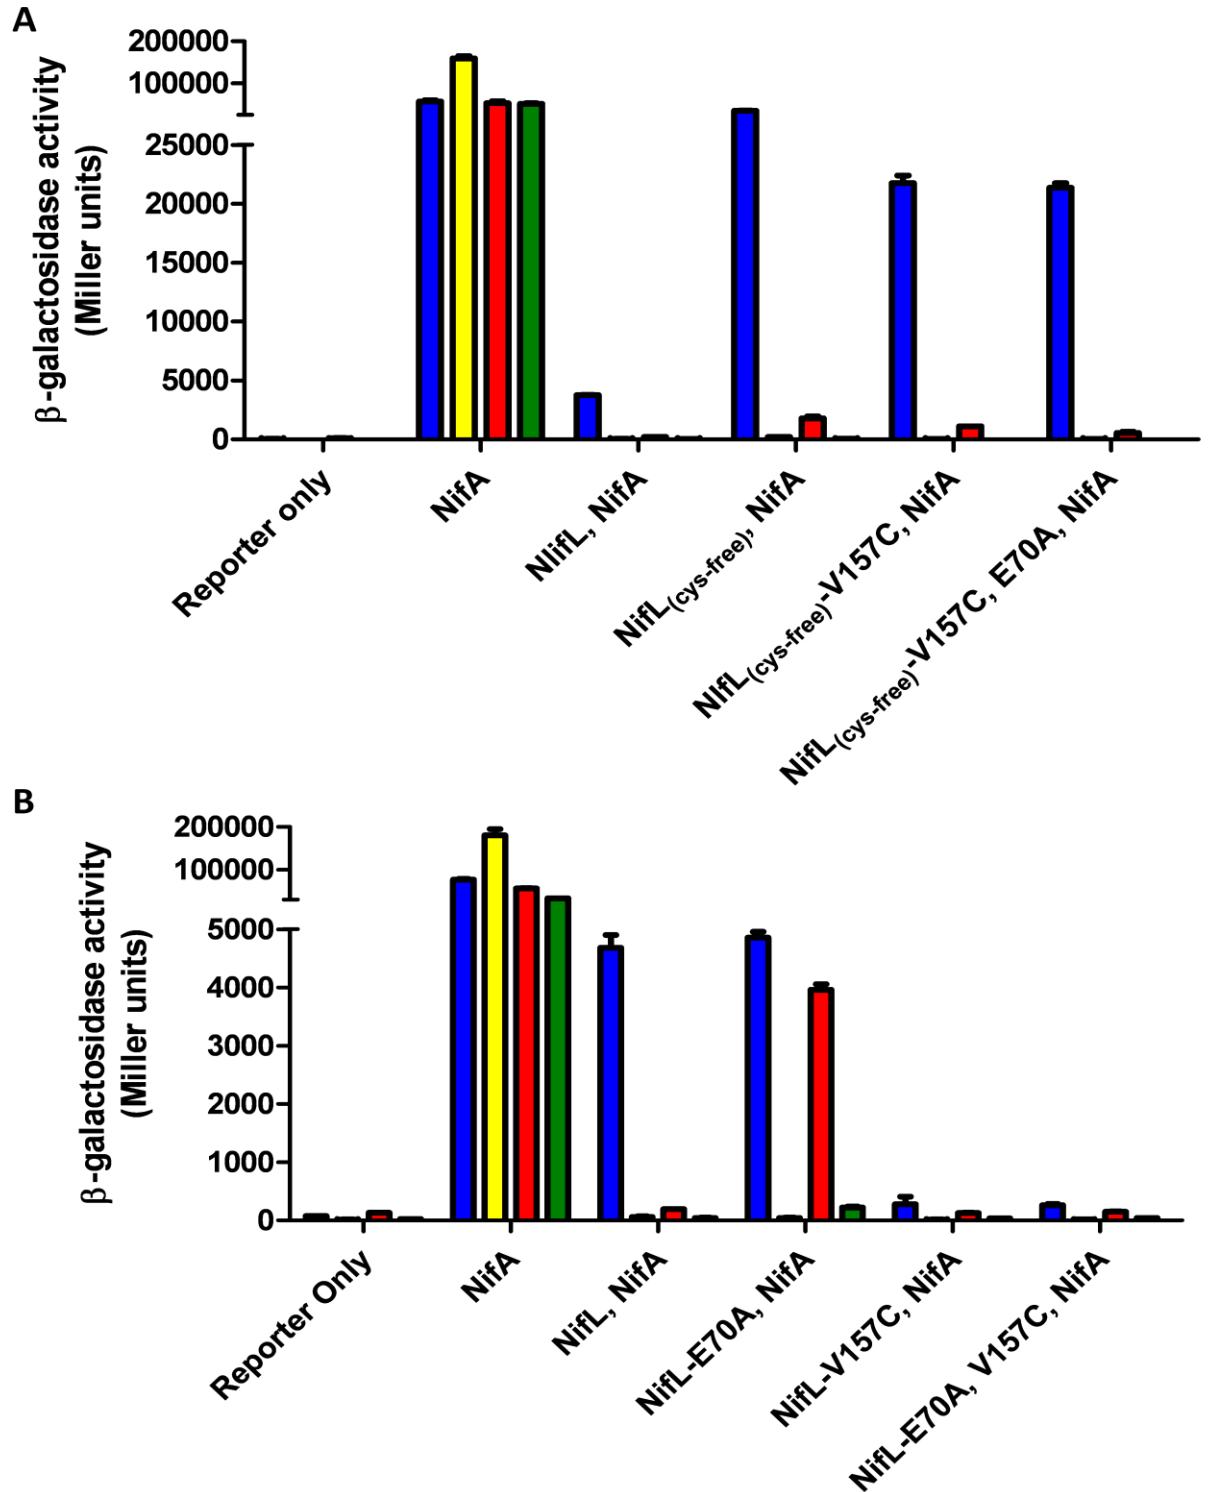 A
β-galactosidase activity
(Miller units)
200000
100000
25000
20000
15000
10000
5000
0
Reporter only
NifA
NlifL, NifA
NifL(cys-free), NifA
NIfL(cys-free)-V157C, NifA
NifL(cys-free)-V157C, E70A, NifA
B
β-galactosidase activity
(Miller units)
200000
100000
5000
4000
3000
2000
1000
0
Reporter Only
NifA
NifL, NifA
NifL-E70A, NifA
NifL-V157C, NifA
NifL-E70A, V157C, NifA